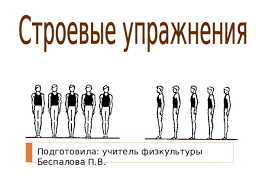 Строевые упражнения
Подготовила: учитель физкультуры
Беспалова П.В.